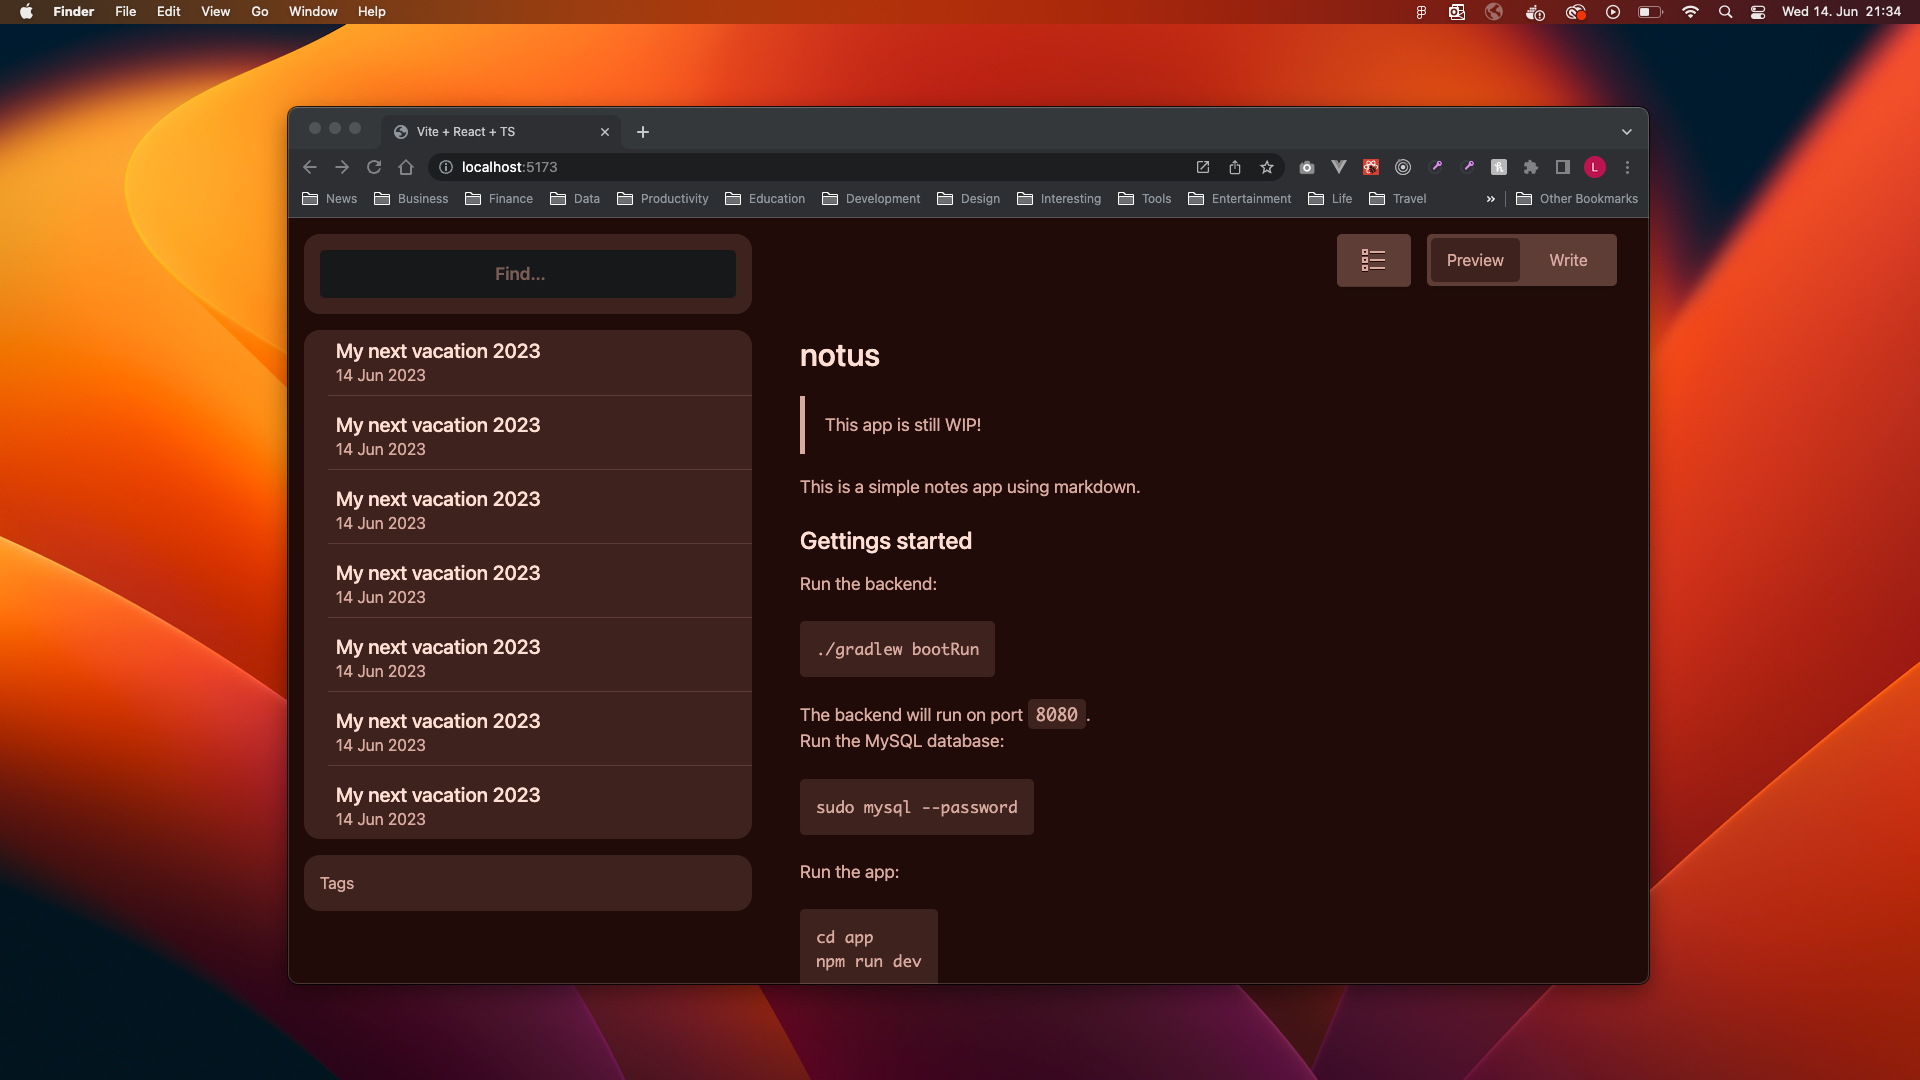 Finder File Edit View Go Window Help
Wed 14. Jun 21:34
Vite + React + TS
localhost:5173
L
News Business Finance Data Productivity Education Development Design Interesting Tools Entertainment Life Travel » Other Bookmarks
Find...
Preview Write
My next vacation 2023
14 Jun 2023
My next vacation 2023
14 Jun 2023
My next vacation 2023
14 Jun 2023
My next vacation 2023
14 Jun 2023
My next vacation 2023
14 Jun 2023
My next vacation 2023
14 Jun 2023
My next vacation 2023
14 Jun 2023
Tags
notus
This app is still WIP!
This is a simple notes app using markdown.
Gettings started
Run the backend:
./gradlew bootRun
The backend will run on port 8080 .
Run the MySQL database:
sudo mysql --password
Run the app:
cd app
npm run dev